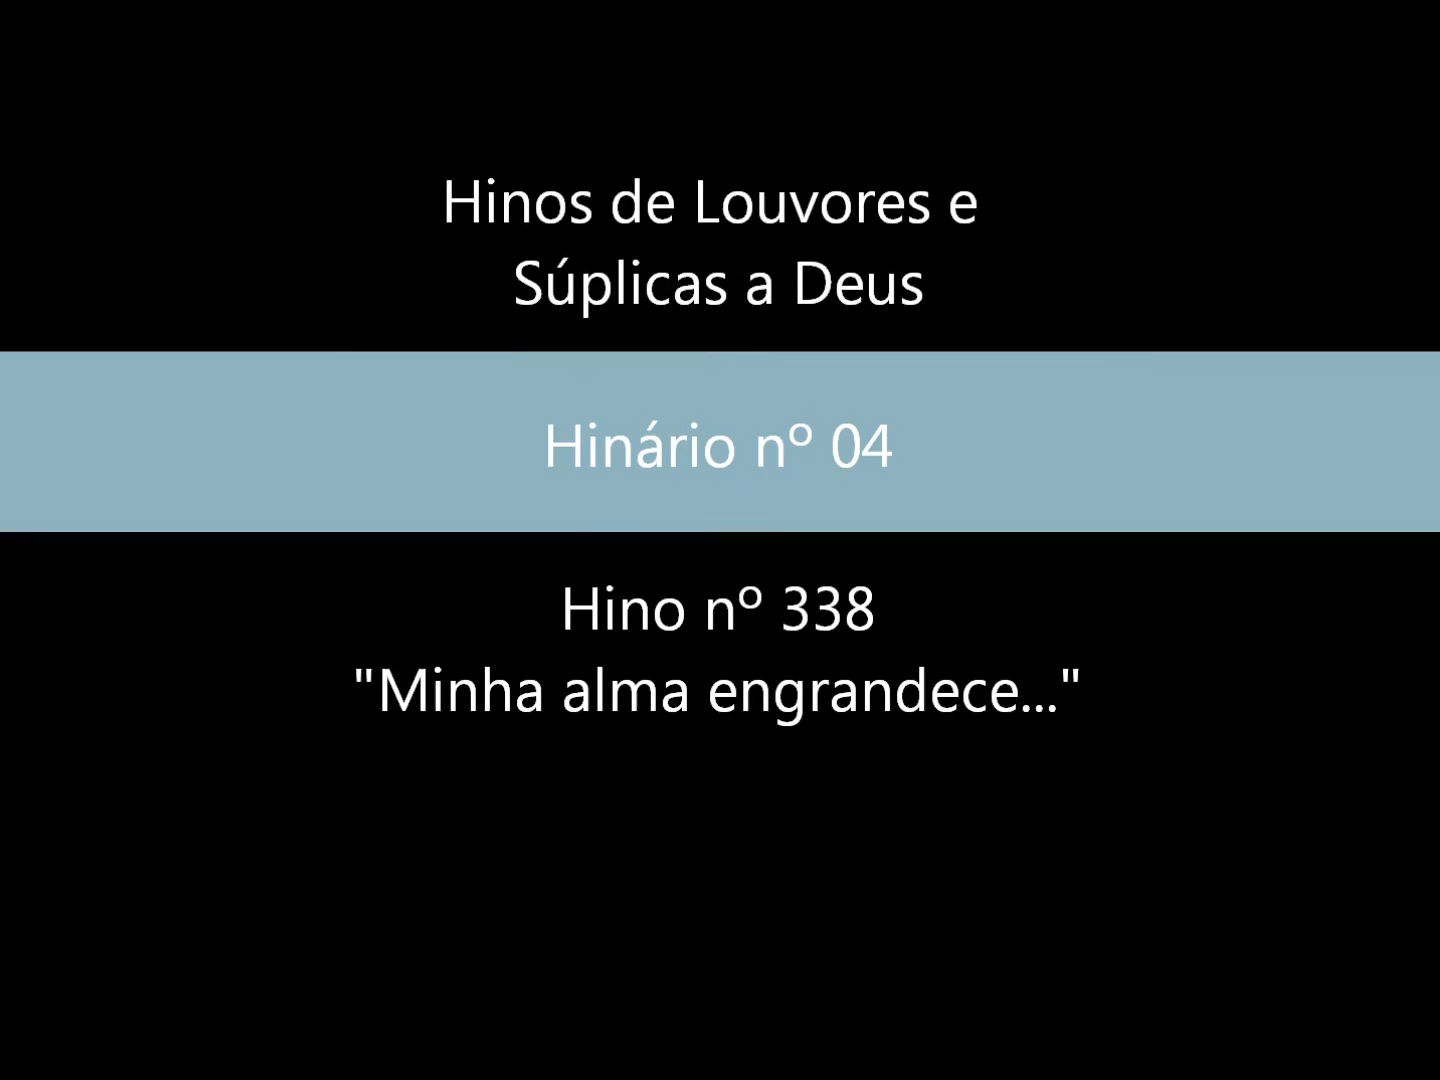 Hinos de Louvores e
Súplicas a Deus
Hinário nº 04
Hino nº 338
"Minha alma engrandece..."